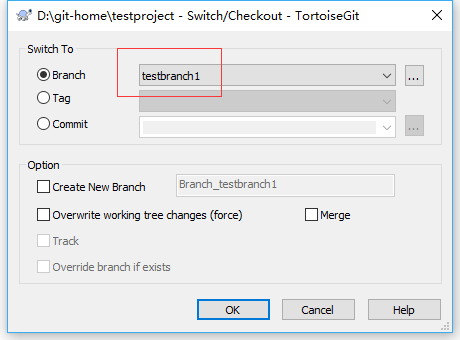 D:\git-home\testproject - Switch/Checkout - TortoiseGit
Switch To
Branch testbranch1 ...
Tag
Commit ...
Option
Create New Branch Branch_testbranch1
Overwrite working tree changes (force) Merge
Track
Override branch if exists
OK Cancel Help